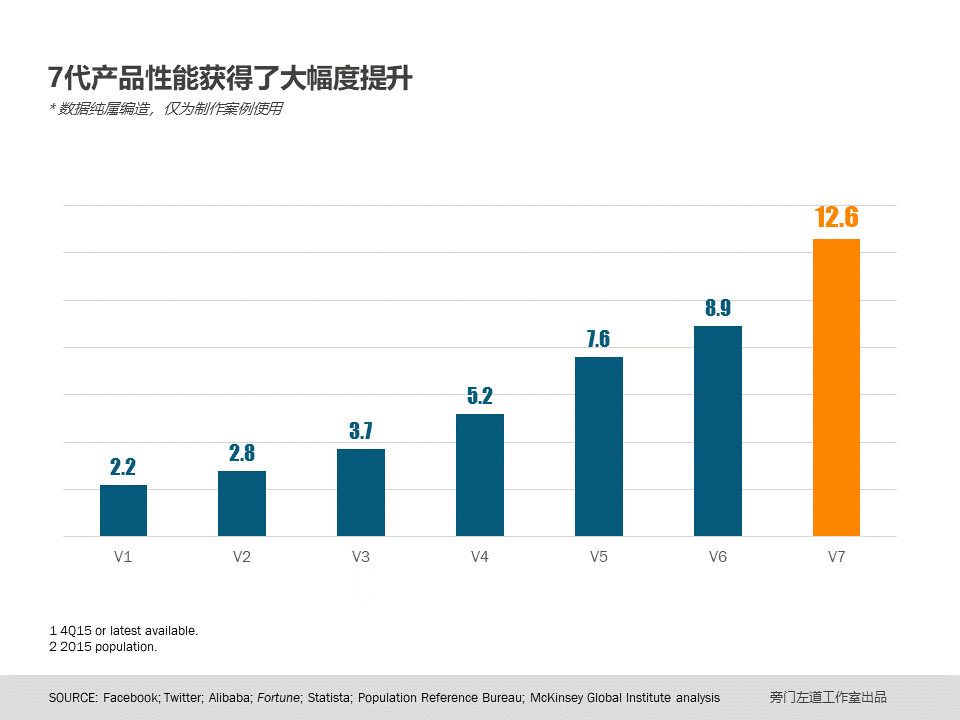 7代产品性能获得了大幅度提升
* 数据纯属编造，仅为制作案例使用
12.6
8.9
7.6
5.2
3.7
2.8
2.2
V1 V2 V3 V4 V5 V6 V7
1 4Q15 or latest available.
2 2015 population.
SOURCE: Facebook; Twitter; Alibaba; Fortune; Statista; Population Reference Bureau; McKinsey Global Institute analysis 旁门左道工作室出品